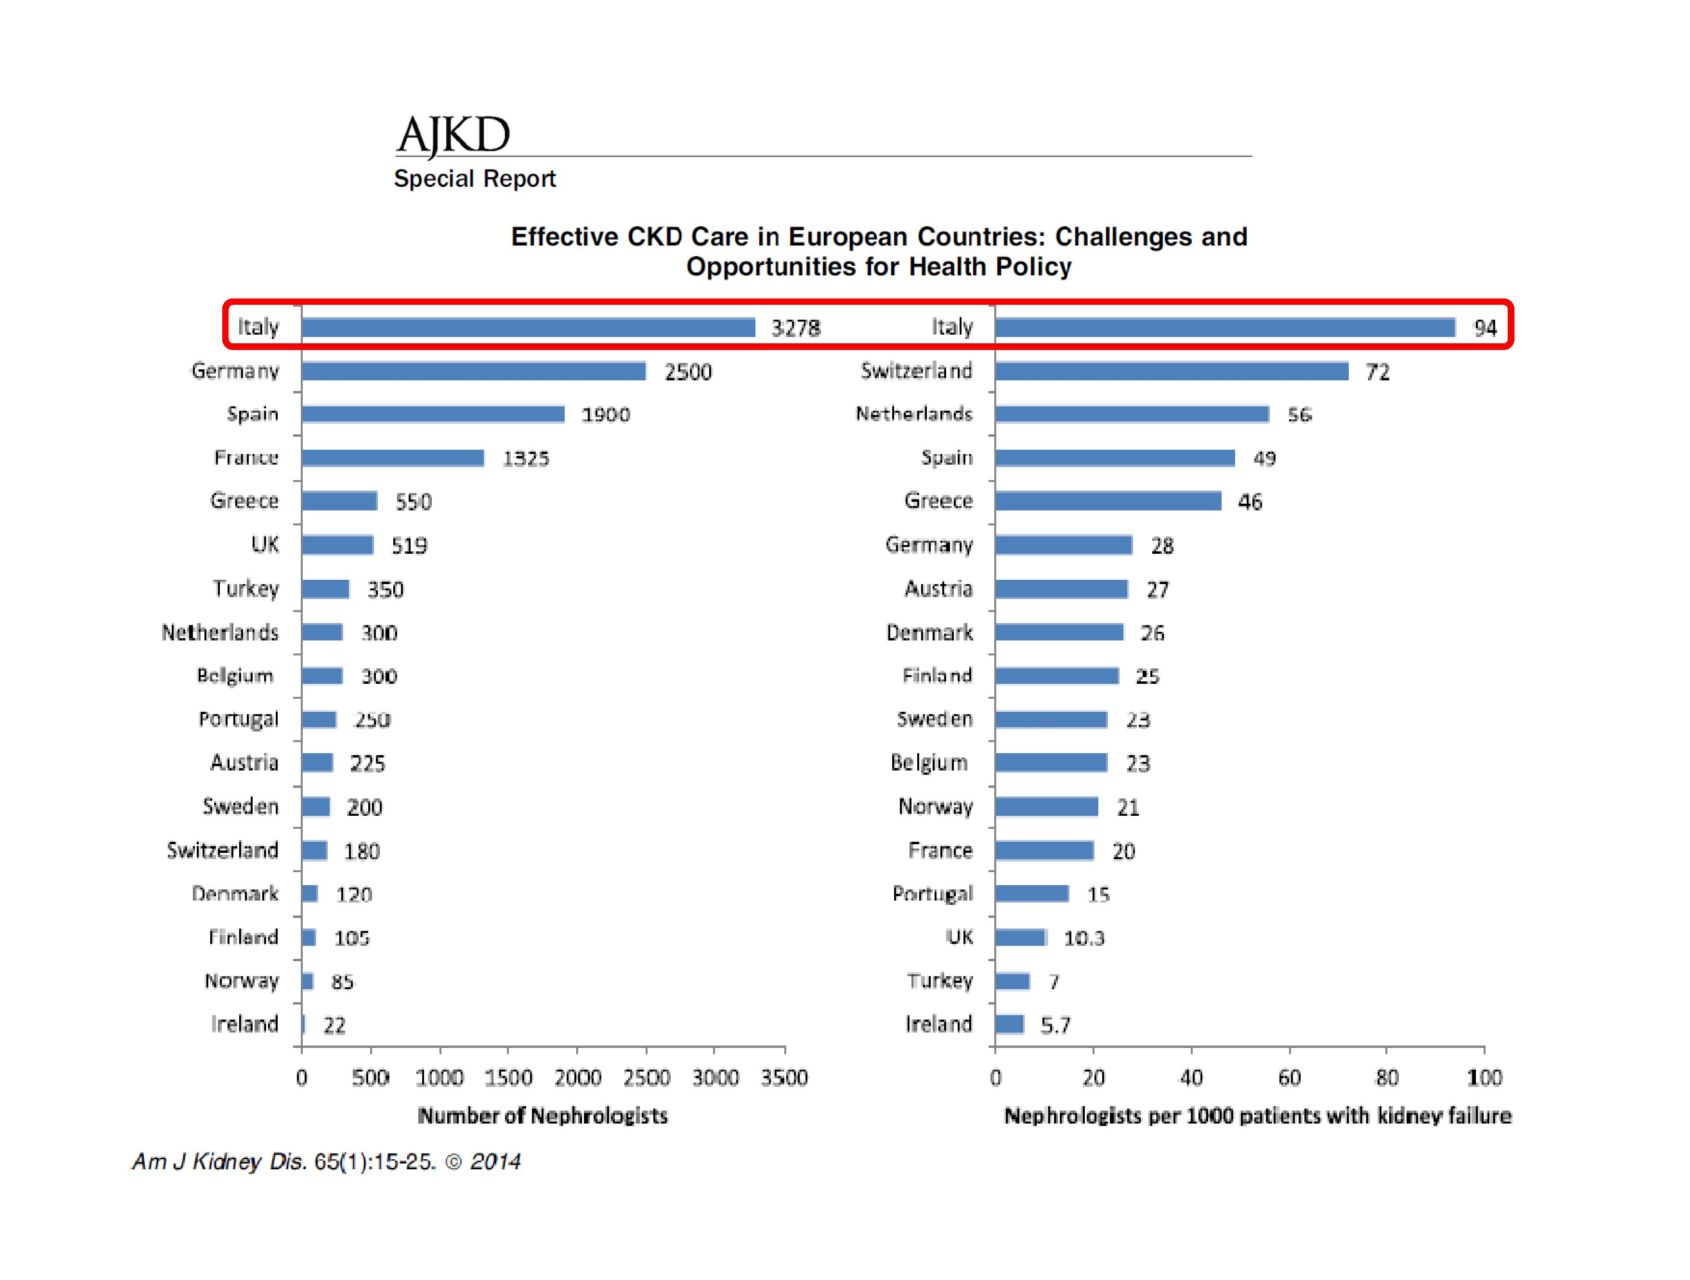 AJKD
Special Report
Effective CKD Care in European Countries: Challenges and
Opportunities for Health Policy
Italy 3278
Germany 2500
Spain 1900
France 1325
Greece 550
UK 519
Turkey 350
Netherlands 300
Belgium 300
Portugal 250
Austria 225
Sweden 200
Switzerland 180
Denmark 120
Finland 105
Norway 85
Ireland 22
0 500 1000 1500 2000 2500 3000 3500
Number of Nephrologists
Italy 94
Switzerland 72
Netherlands 56
Spain 49
Greece 46
Germany 28
Austria 27
Denmark 26
Finland 25
Sweden 23
Belgium 23
Norway 21
France 20
Portugal 15
UK 10.3
Turkey 7
Ireland 5.7
0 20 40 60 80 100
Nephrologists per 1000 patients with kidney failure
Am J Kidney Dis. 65(1):15-25. © 2014